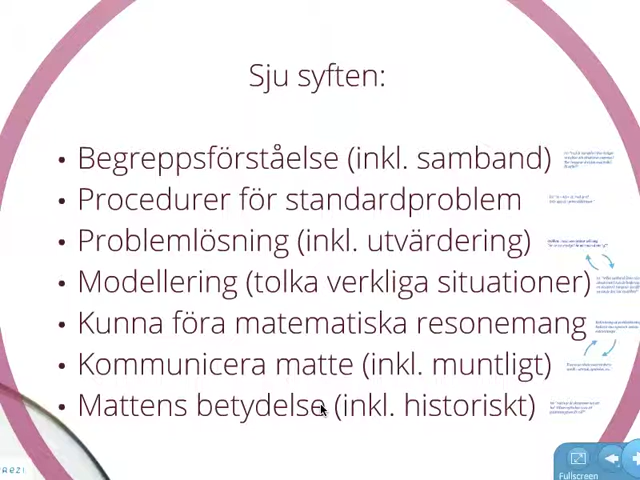 Sju syften:
• Begreppsförståelse (inkl. samband)
• Procedurer för standardproblem
• Problemlösning (inkl. utvärdering)
• Modellering (tolka verkliga situationer)
• Kunna föra matematiska resonemang
• Kommunicera matte (inkl. muntligt)
• Mattens betydelse (inkl. historiskt)
REZI
Fullscreen